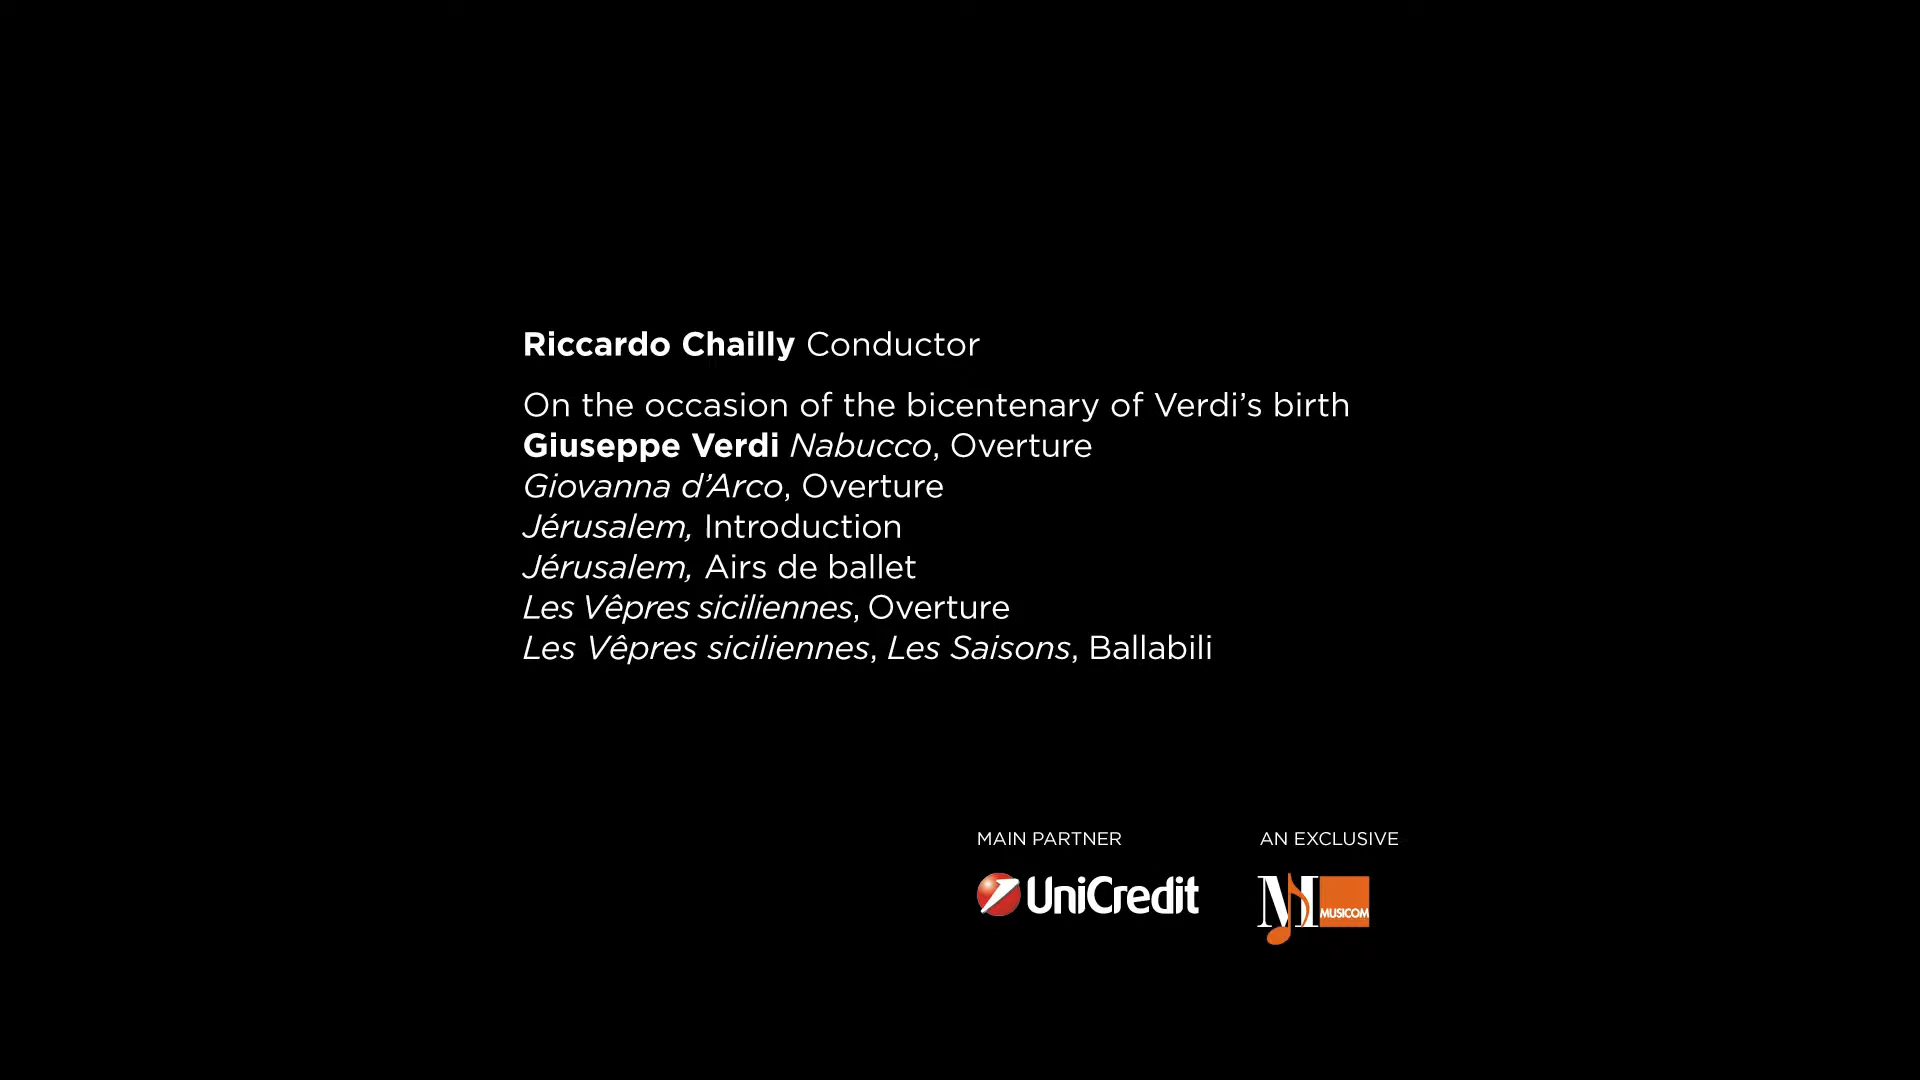 Riccardo Chailly Conductor
On the occasion of the bicentenary of Verdi’s birth
Giuseppe Verdi Nabucco, Overture
Giovanna d’Arco, Overture
Jérusalem, Introduction
Jérusalem, Airs de ballet
Les Vêpres siciliennes, Overture
Les Vêpres siciliennes, Les Saisons, Ballabili
MAIN PARTNER
UniCredit
AN EXCLUSIVE
M MUSICOM